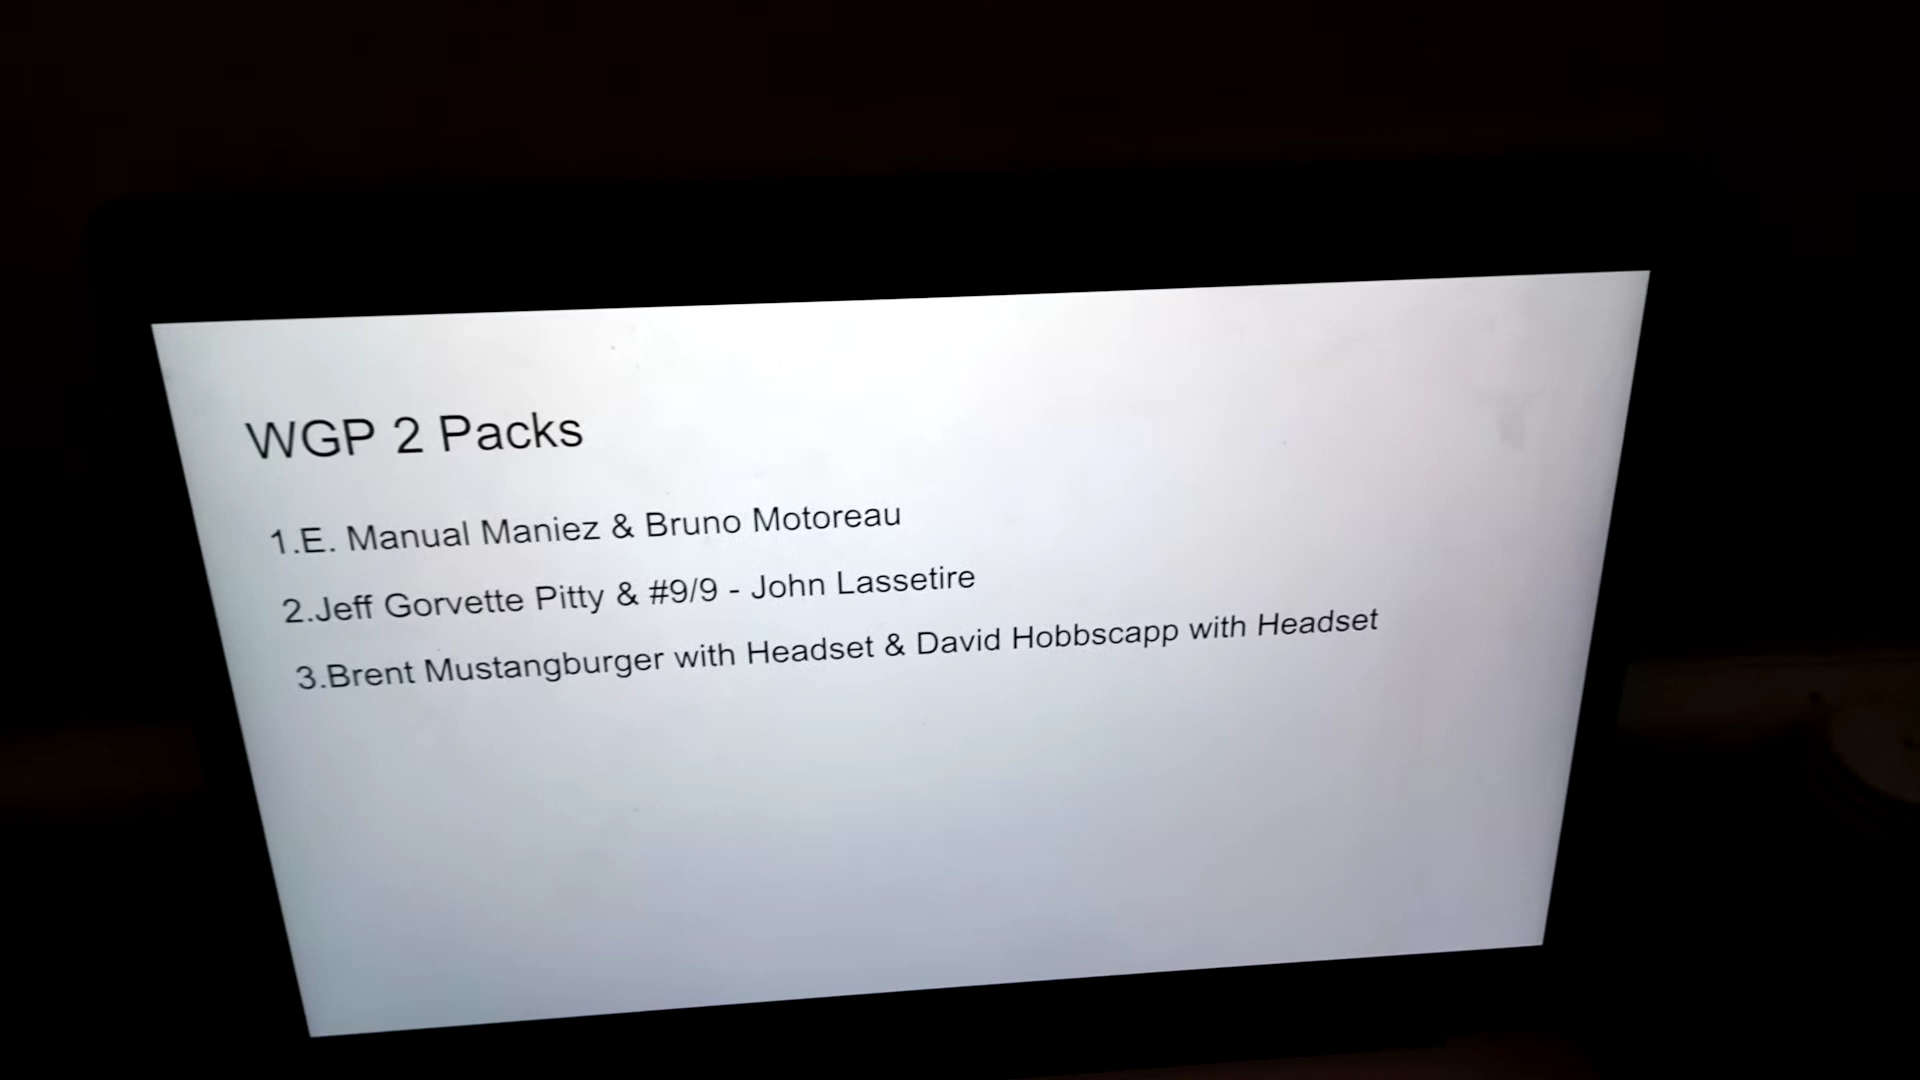 WGP 2 Packs
1.E. Manual Maniez & Bruno Motoreau
2.Jeff Gorvette Pitty & #9/9 - John Lassetire
3.Brent Mustangburger with Headset & David Hobbscapp with Headset